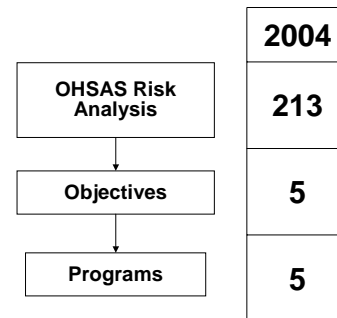 2004
OHSAS Risk
Analysis
213
Objectives
5
Programs
5